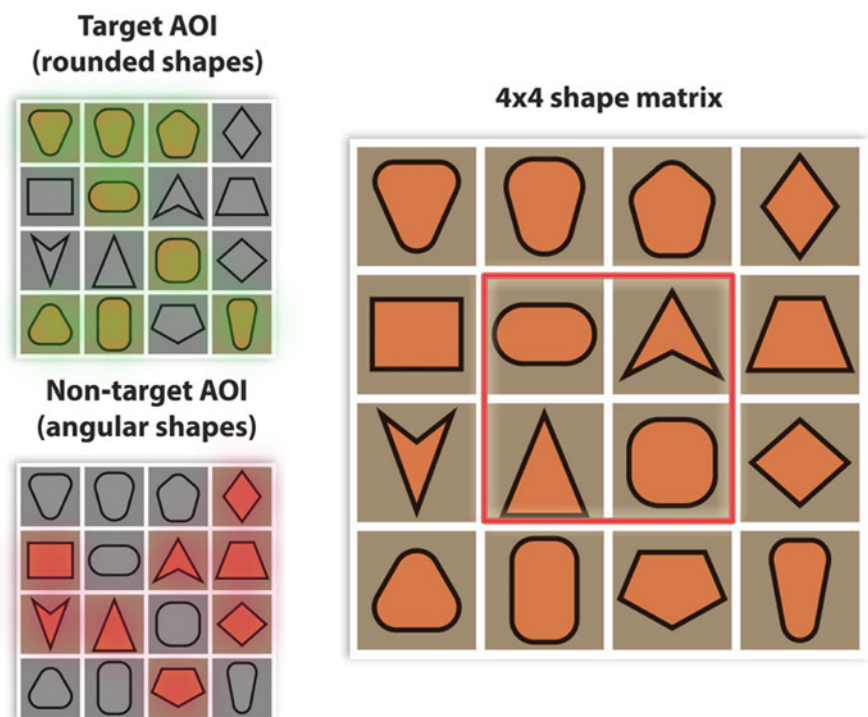 Target AOI
(rounded shapes)
4x4 shape matrix
Non-target AOI
(angular shapes)